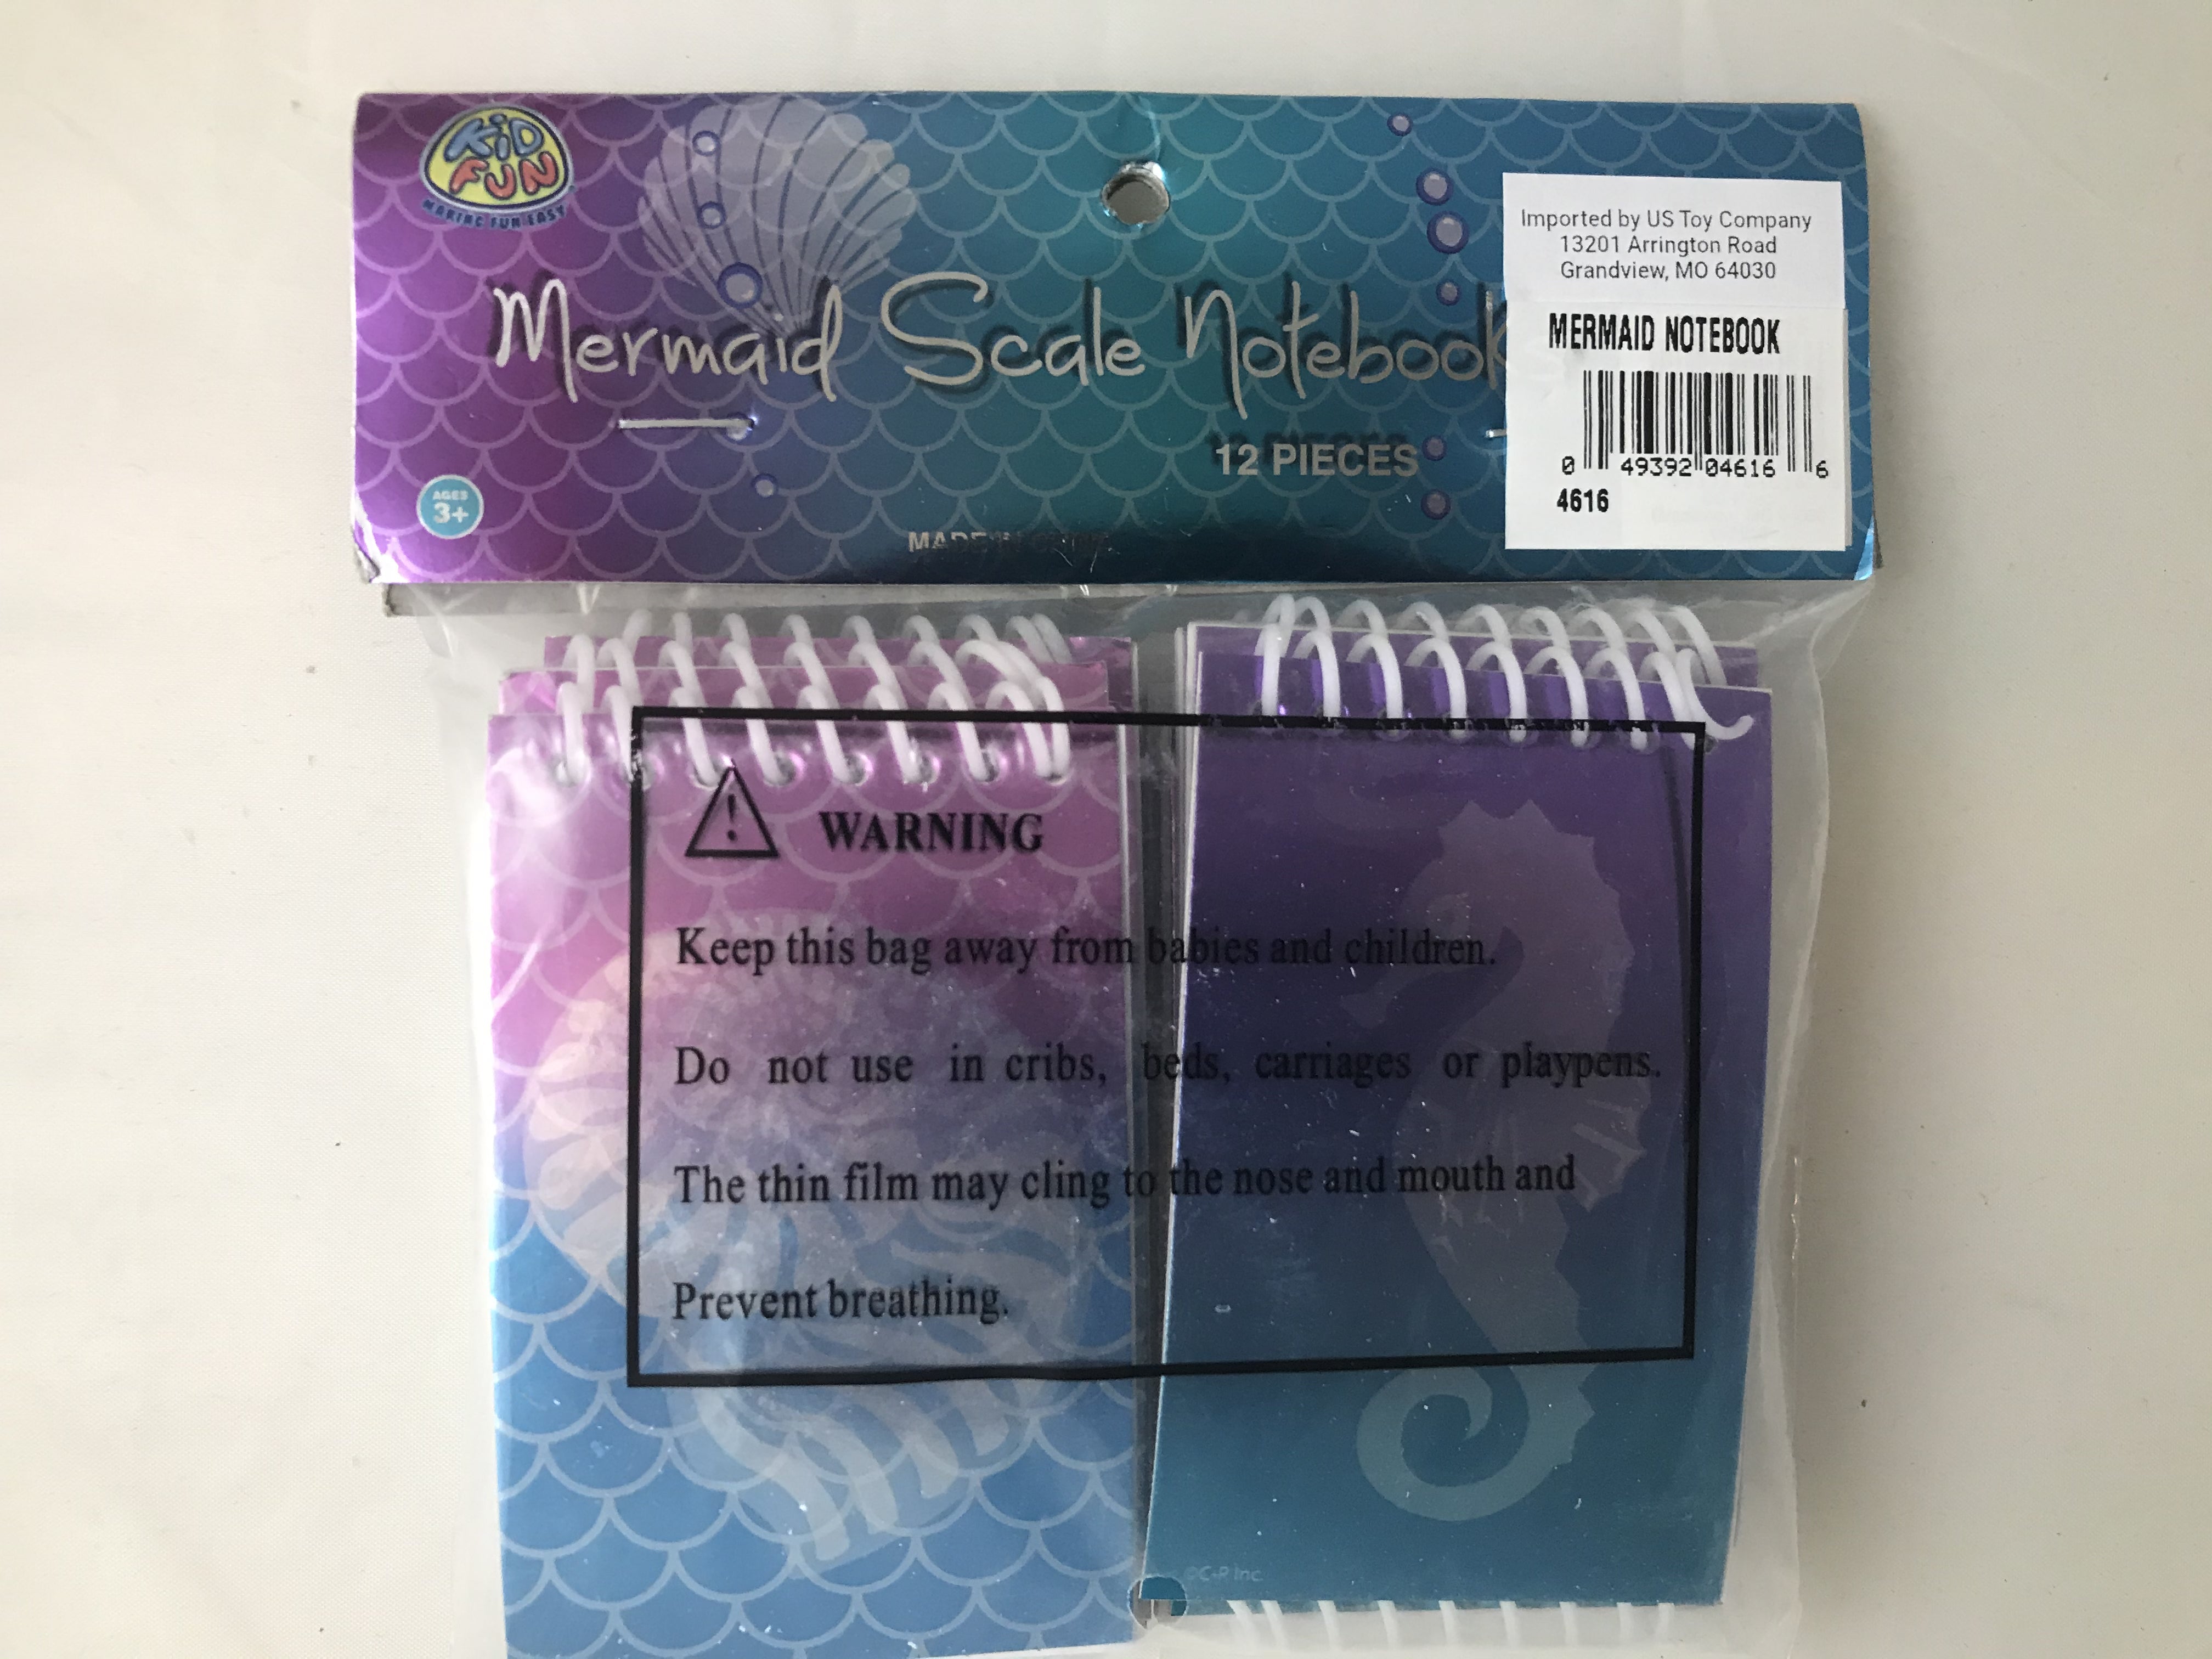 KiD
FUN
MAKING FUN EASY
Mermaid Scale Notebook
12 PIECES
AGES
3+
MADE IN
Imported by US Toy Company
13201 Arrington Road
Grandview, MO 64030
MERMAID NOTEBOOK
0 49392 04616 6
4616
WARNING
Keep this bag away from babies and children.
Do not use in cribs, beds, carriages or playpens.
The thin film may cling to the nose and mouth and
Prevent breathing.
©C-P Inc.